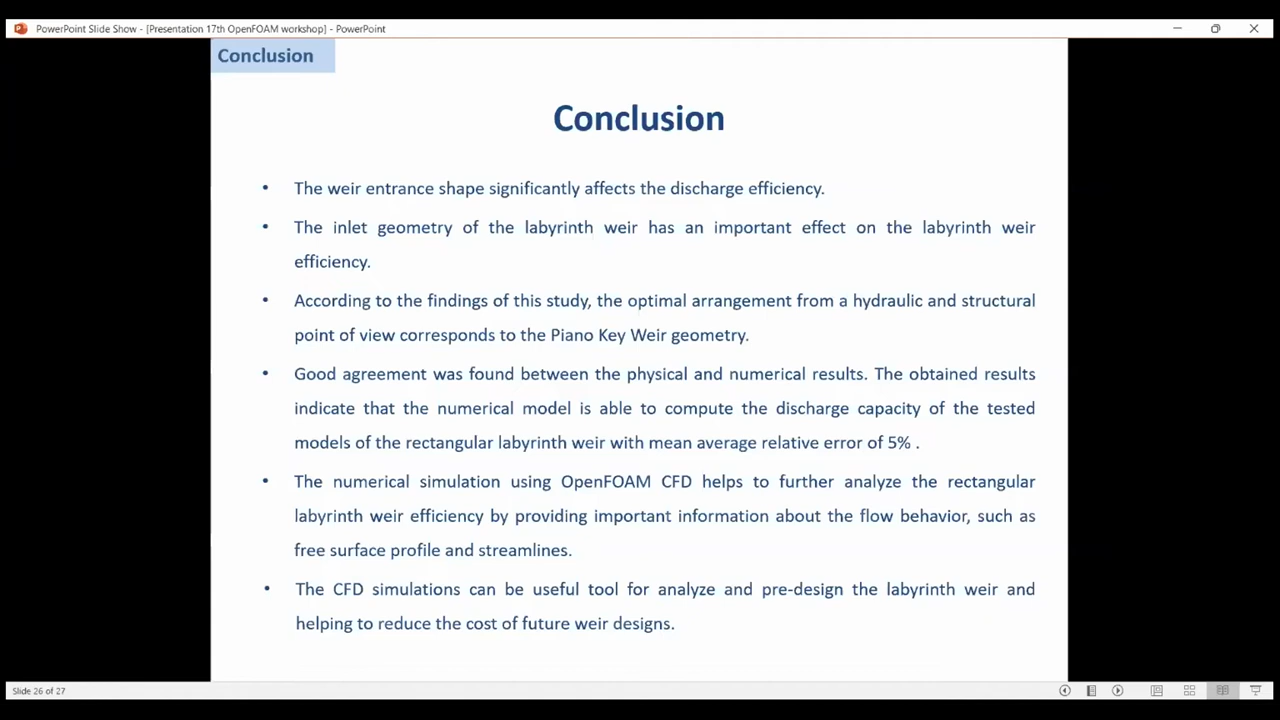 PowerPoint Slide Show - [Presentation 17th OpenFOAM workshop] - PowerPoint
Conclusion
Conclusion
• The weir entrance shape significantly affects the discharge efficiency.
• The inlet geometry of the labyrinth weir has an important effect on the labyrinth weir
efficiency.
• According to the findings of this study, the optimal arrangement from a hydraulic and structural
point of view corresponds to the Piano Key Weir geometry.
• Good agreement was found between the physical and numerical results. The obtained results
indicate that the numerical model is able to compute the discharge capacity of the tested
models of the rectangular labyrinth weir with mean average relative error of 5% .
• The numerical simulation using OpenFOAM CFD helps to further analyze the rectangular
labyrinth weir efficiency by providing important information about the flow behavior, such as
free surface profile and streamlines.
• The CFD simulations can be useful tool for analyze and pre-design the labyrinth weir and
helping to reduce the cost of future weir designs.
Slide 26 of 27